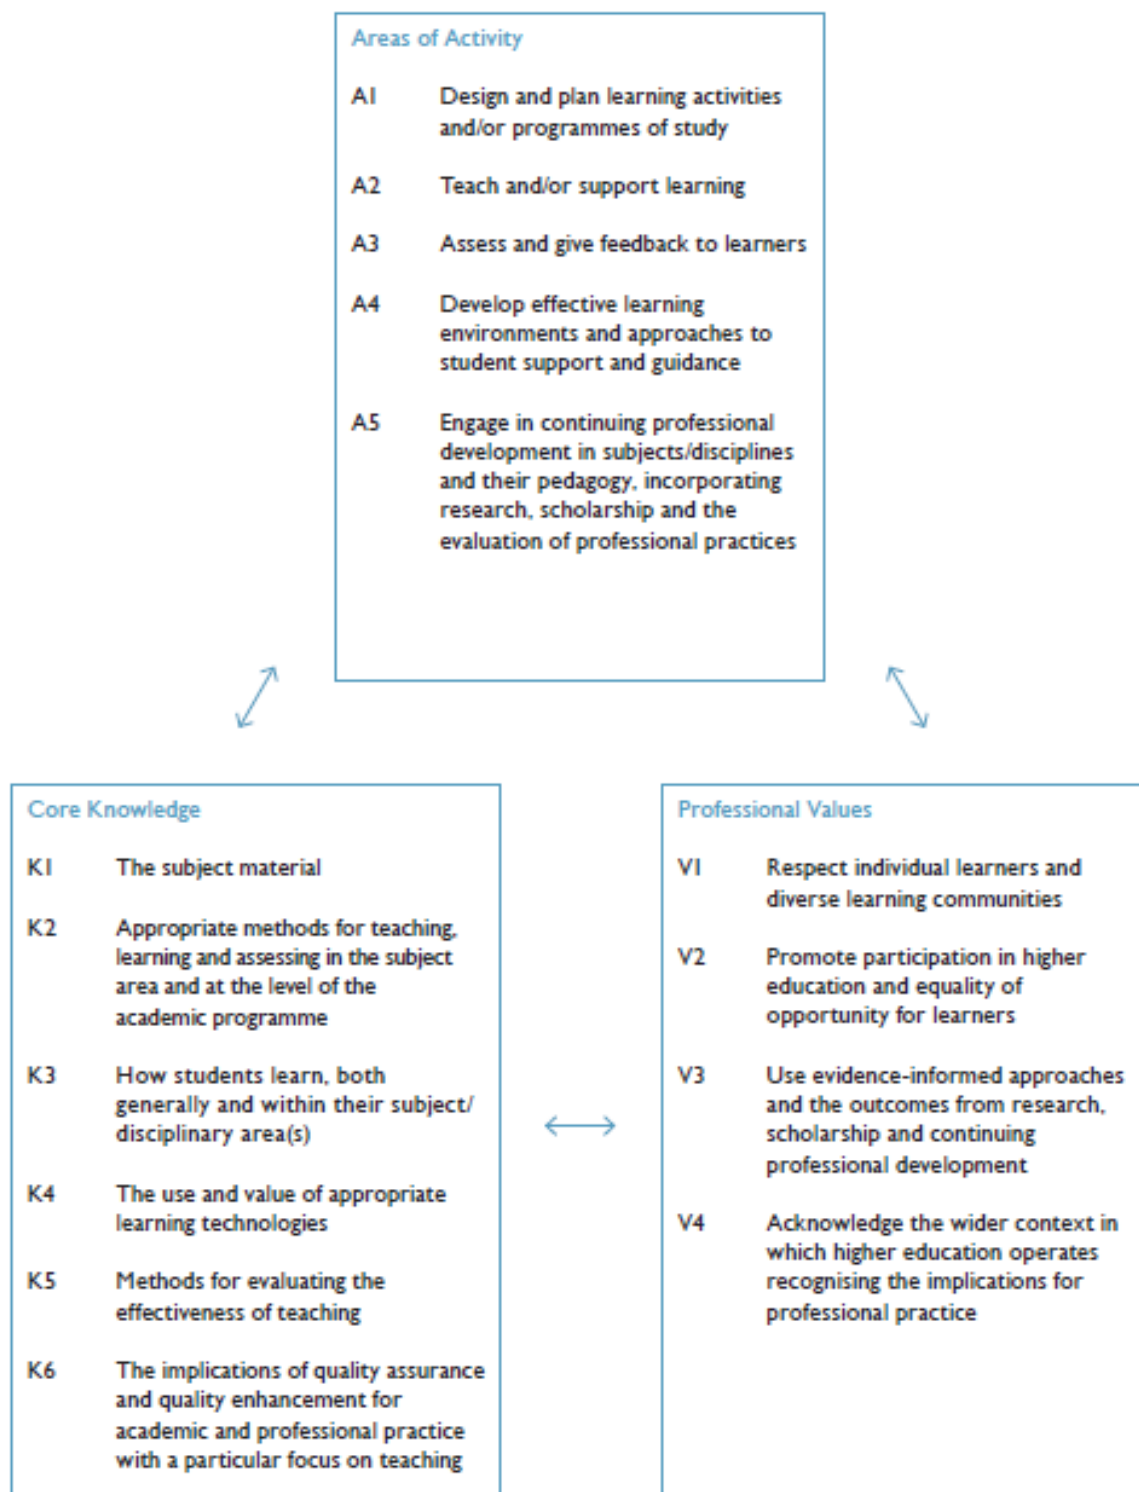 Areas of Activity
A1 Design and plan learning activities
and/or programmes of study
A2 Teach and/or support learning
A3 Assess and give feedback to learners
A4 Develop effective learning
environments and approaches to
student support and guidance
A5 Engage in continuing professional
development in subjects/disciplines
and their pedagogy, incorporating
research, scholarship and the
evaluation of professional practices
Core Knowledge
K1 The subject material
K2 Appropriate methods for teaching,
learning and assessing in the subject
area and at the level of the
academic programme
K3 How students learn, both
generally and within their subject/
disciplinary area(s)
K4 The use and value of appropriate
learning technologies
K5 Methods for evaluating the
effectiveness of teaching
K6 The implications of quality assurance
and quality enhancement for
academic and professional practice
with a particular focus on teaching
Professional Values
V1 Respect individual learners and
diverse learning communities
V2 Promote participation in higher
education and equality of
opportunity for learners
V3 Use evidence-informed approaches
and the outcomes from research,
scholarship and continuing
professional development
V4 Acknowledge the wider context in
which higher education operates
recognising the implications for
professional practice